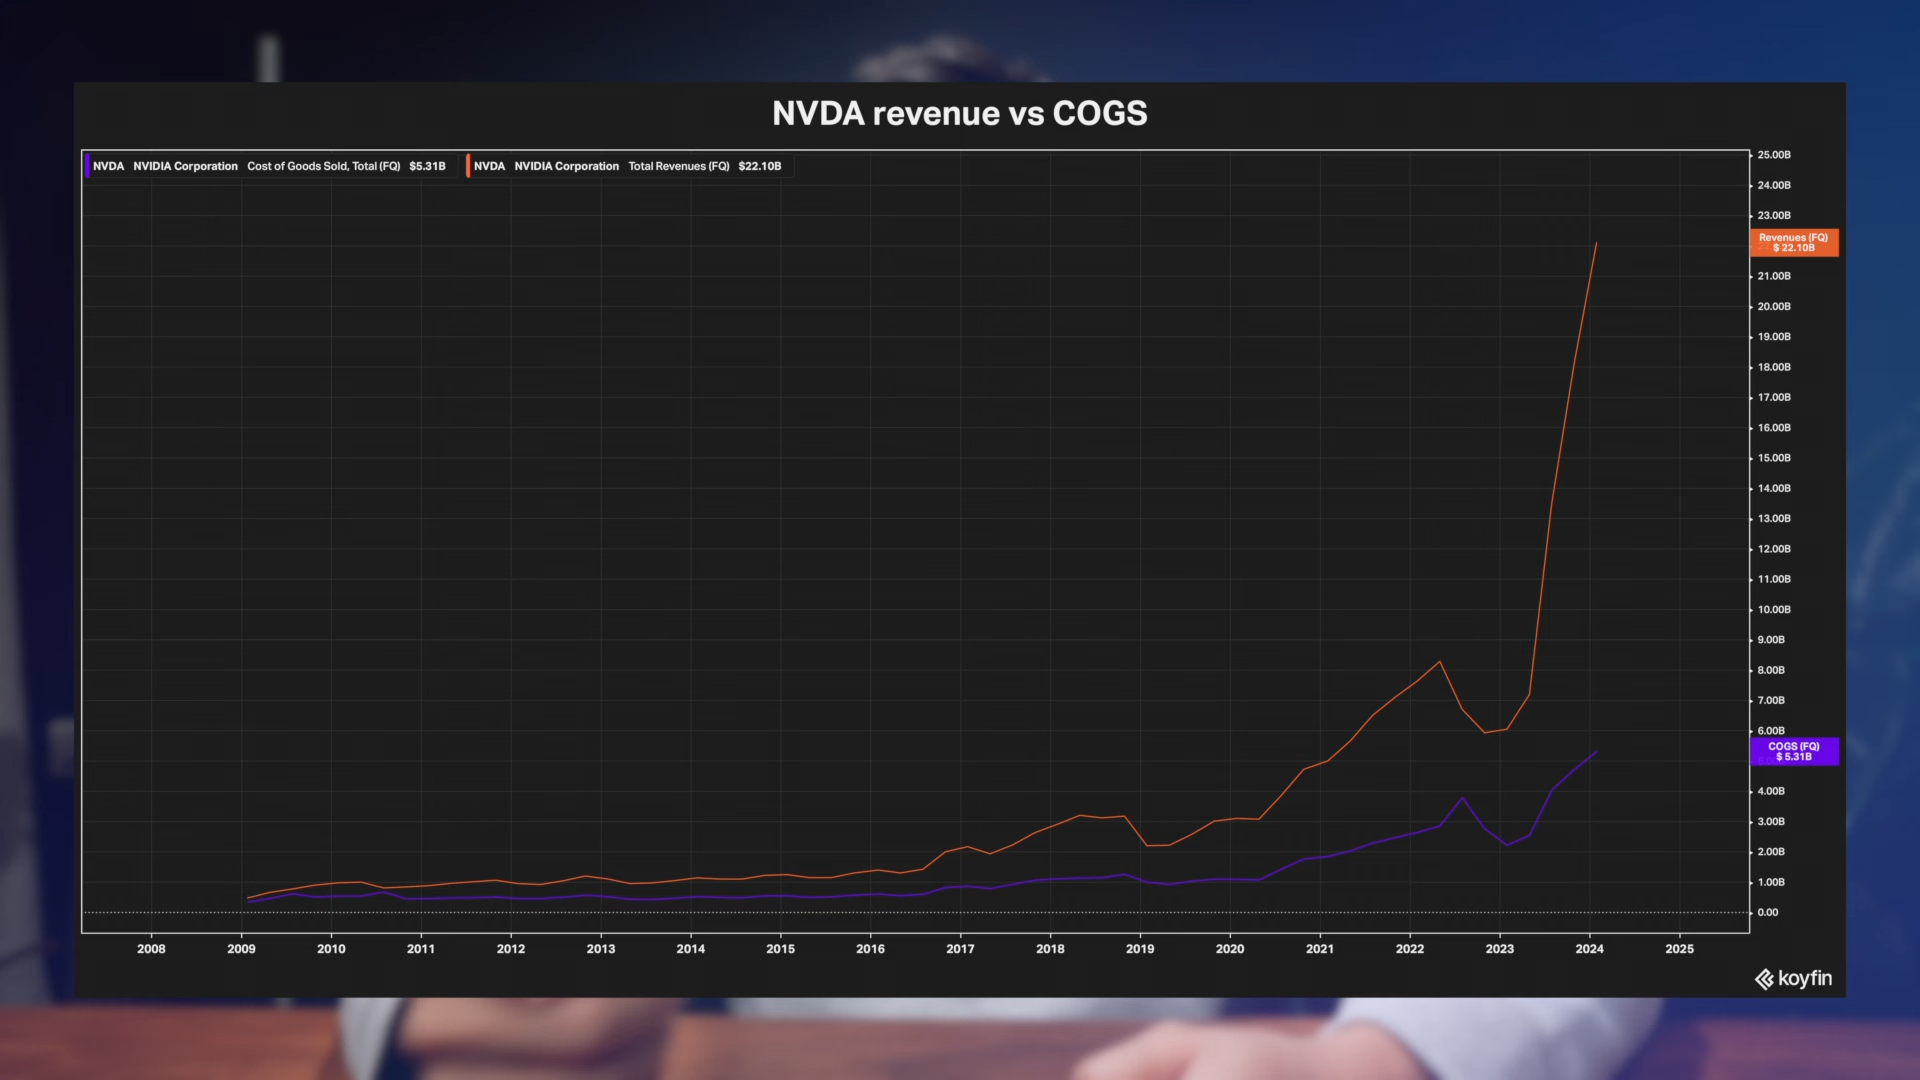 NVDA revenue vs COGS
NVDA NVIDIA Corporation Cost of Goods Sold, Total (FQ) $5.31B NVDA NVIDIA Corporation Total Revenues (FQ) $22.10B
25.00B
24.00B
23.00B
Revenues (FQ)
$ 22.10B
21.00B
20.00B
19.00B
18.00B
17.00B
16.00B
15.00B
14.00B
13.00B
12.00B
11.00B
10.00B
9.00B
8.00B
7.00B
6.00B
COGS (FQ)
$ 5.31B
4.00B
3.00B
2.00B
1.00B
0.00
2008 2009 2010 2011 2012 2013 2014 2015 2016 2017 2018 2019 2020 2021 2022 2023 2024 2025
koyfin